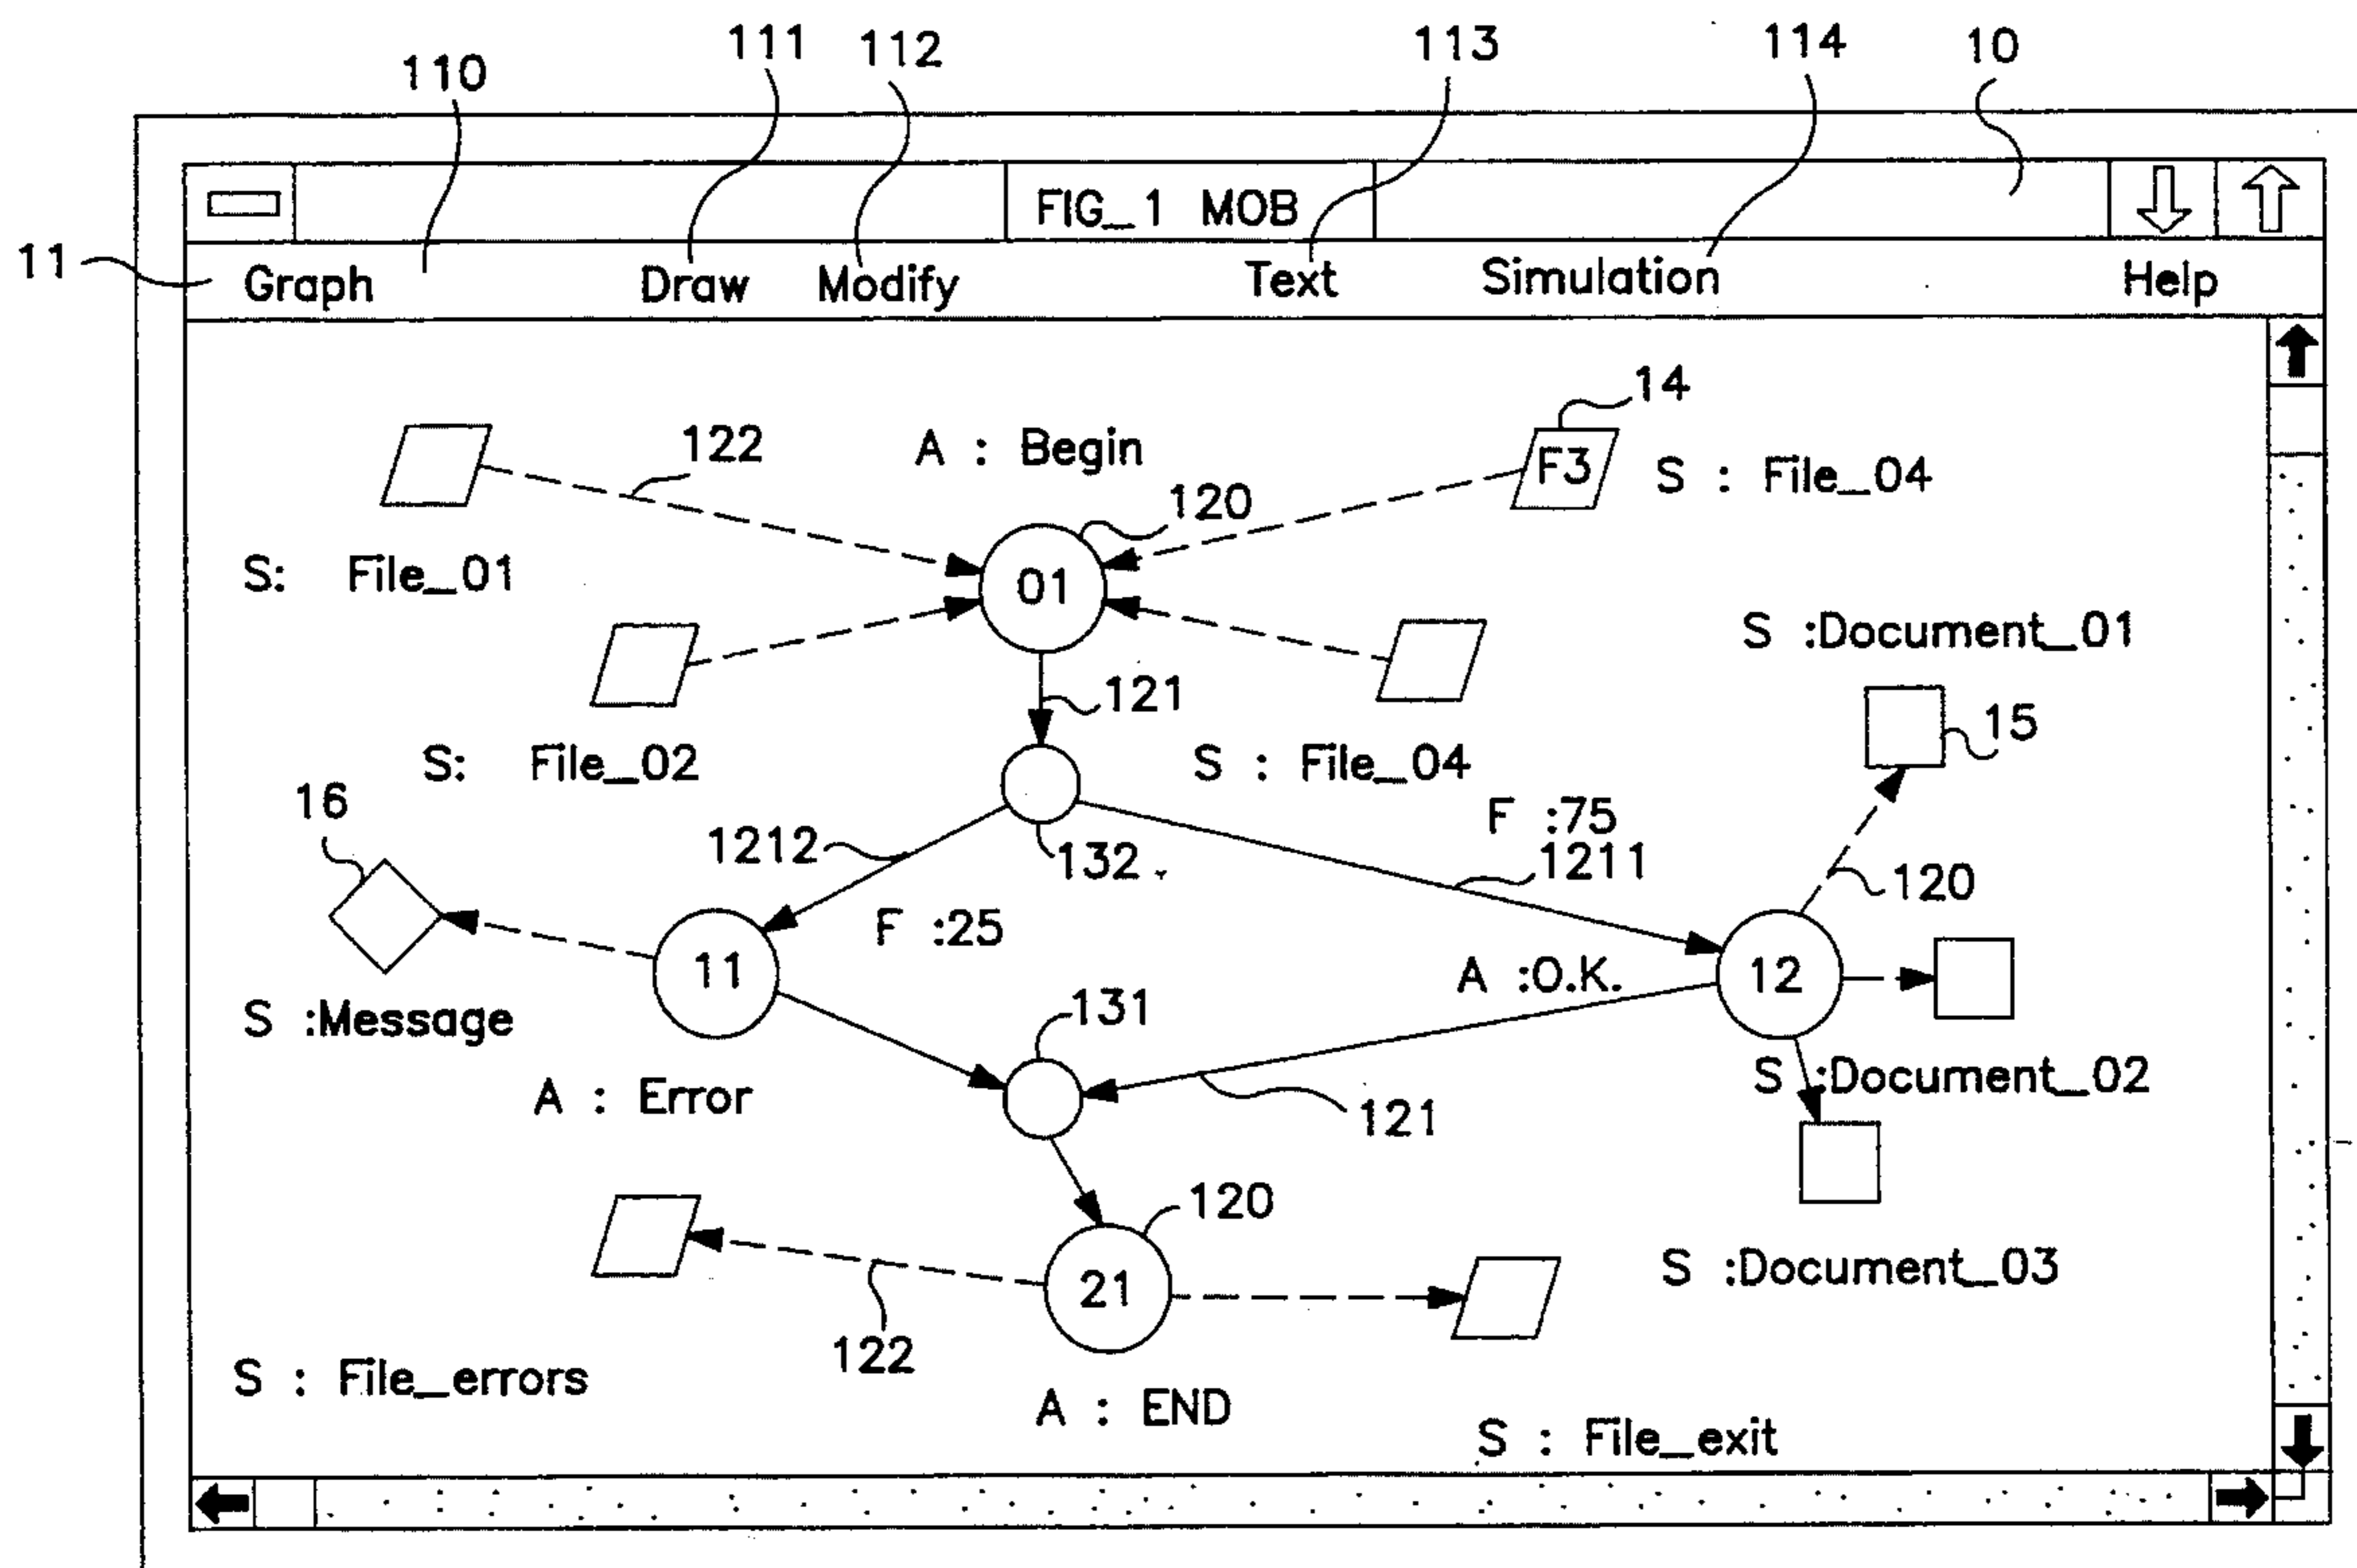 110 111 112 113 114 10
FIG_1 MOB
11 Graph Draw Modify Text Simulation Help
14
122 A : Begin F3 S : File_04
120
S: File_01 01
S :Document_01
121 15
S: File_02 S : File_04
16 F :75
1212 132 1211
120
F :25
11 A :O.K. 12
S :Message 131
A : Error S :Document_02
121
120
21 S :Document_03
122
S : File_errors A : END
S : File_exit